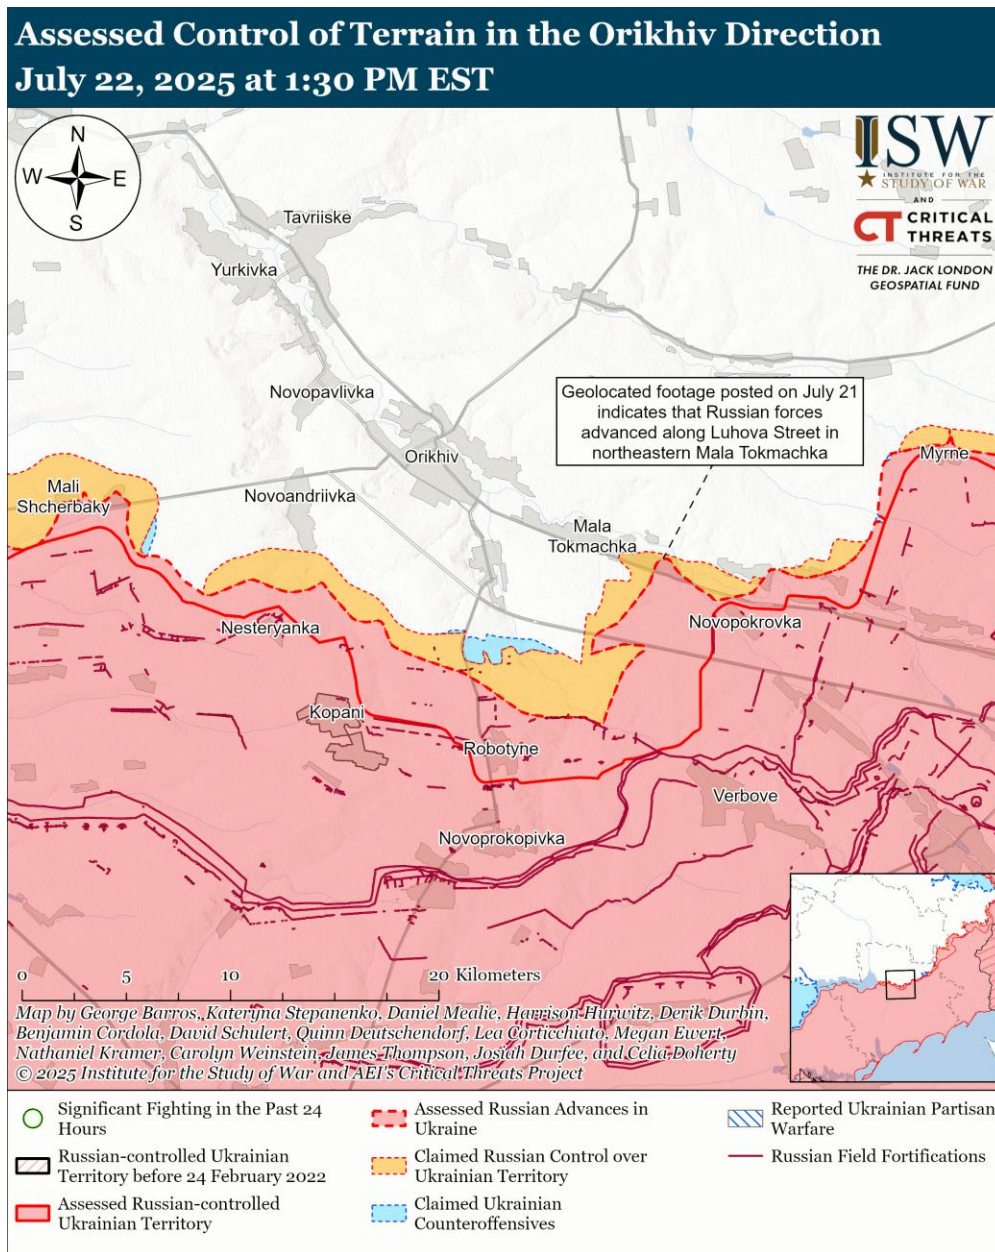 Assessed Control of Terrain in the Orikhiv Direction
July 22, 2025 at 1:30 PM EST
N
W
E
S
ISW
INSTITUTE FOR THE
STUDY OF WAR
AND
CT CRITICAL
THREATS
THE DR. JACK LONDON
GEOSPATIAL FUND
Tavriiske
Yurkivka
Novopavlivka
Geolocated footage posted on July 21
indicates that Russian forces
advanced along Luhova Street in
northeastern Mala Tokmachka
Orikhiv
Myrne
Mali
Shcherbaky
Novoandriivka
Mala
Tokmachka
Nesteryanka
Novopokrovka
Kopani
Robotyne
Verbove
Novoprokopivka
0 5 10 20 Kilometers
Map by George Barros, Kateryna Stepanenko, Daniel Mealie, Harrison Hurwitz, Derik Durbin,
Benjamin Cordola, David Schulert, Quinn Deutschendorf, Lea Corticchiato, Megan Ewert,
Nathaniel Kramer, Carolyn Weinstein, James Thompson, Josiah Durfee, and Celia Doherty
© 2025 Institute for the Study of War and AEI's Critical Threats Project
Significant Fighting in the Past 24
Hours
Russian-controlled Ukrainian
Territory before 24 February 2022
Assessed Russian-controlled
Ukrainian Territory
Assessed Russian Advances in
Ukraine
Claimed Russian Control over
Ukrainian Territory
Claimed Ukrainian
Counteroffensives
Reported Ukrainian Partisan
Warfare
Russian Field Fortifications